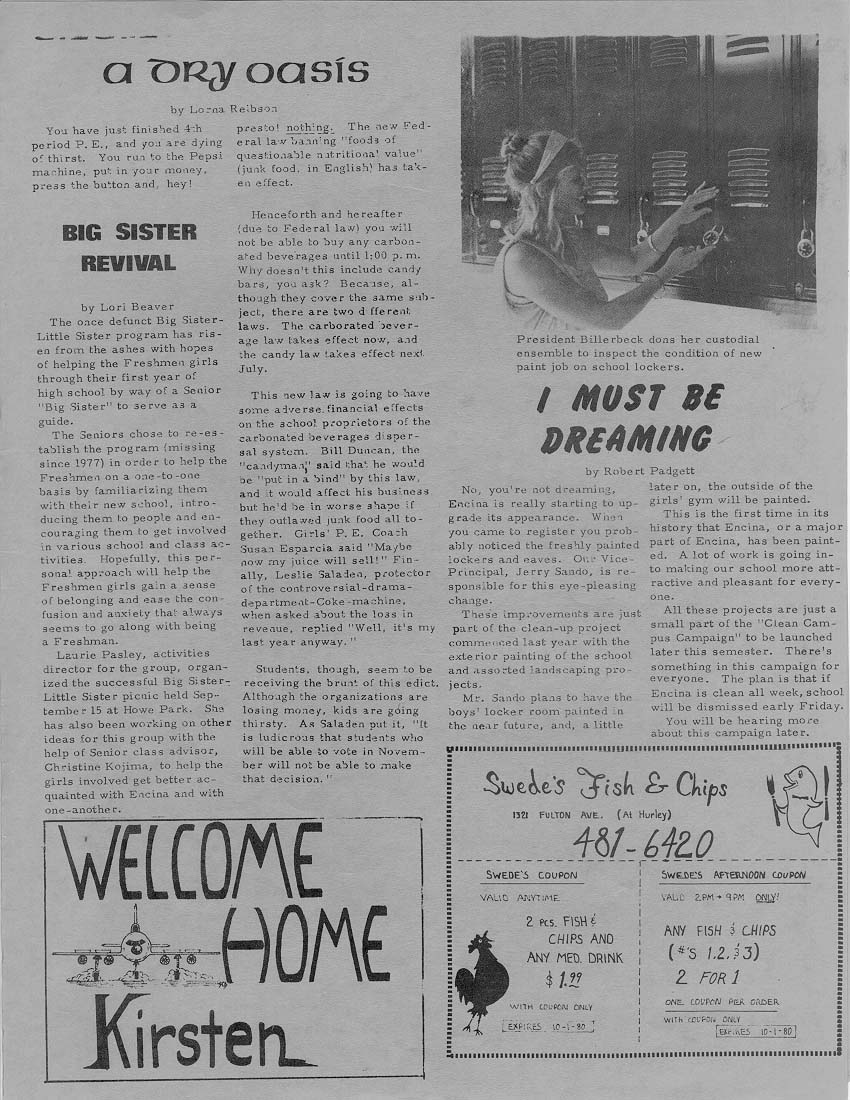 a dRy oasis
by Lorna Reibson
You have just finished 4th
period P. E., and you are dying
of thirst. You run to the Pepsi
machine, put in your money,
press the button and, hey!
presto! nothing. The new Fed-
eral law banning "foods of
questionable nutritional value"
(junk food, in English) has tak-
en effect.
Henceforth and hereafter
(due to Federal law) you will
not be able to buy any carbon-
ated beverages until 1:00 p. m.
Why doesn't this include candy
bars, you ask? Because, al-
though they cover the same sub-
ject, there are two d fferent
laws. The carborated bever-
age law takes effect now, and
the candy law takes effect next
July.
This new law is going to have
some adverse financial effects
on the school proprietors of the
carbonated beverages disper-
sal system. Bill Duncan, the
"candyman," said that he would
be "put in a bind" by this law,
and it would affect his business
but he'd be in worse shape if
they outlawed junk food all to-
gether. Girls' P. E. Coach
Susan Esparcia said "Maybe
now my juice will sell!" Fin-
ally, Leslie Saladen, protector
of the controversial-drama-
department-Coke-machine,
when asked about the loss in
revenue, replied "Well, it's my
last year anyway."
Students, though, seem to be
receiving the brunt of this edict.
Although the organizations are
losing money, kids are going
thirsty. As Saladen put it, "It
is ludicrous that students who
will be able to vote in Novem-
ber will not be able to make
that decision."
BIG SISTER
REVIVAL
by Lori Beaver
The once defunct Big Sister-
Little Sister program has ris-
en from the ashes with hopes
of helping the Freshmen girls
through their first year of
high school by way of a Senior
"Big Sister" to serve as a
guide.
The Seniors chose to re-es-
tablish the program (missing
since 1977) in order to help the
Freshmen on a one-to-one
basis by familiarizing them
with their new school, intro-
ducing them to people and en-
couraging them to get involved
in various school and class ac-
tivities. Hopefully, this per-
sonal approach will help the
Freshmen girls gain a sense
of belonging and ease the con-
fusion and anxiety that always
seems to go along with being
a Freshman.
Laurie Pasley, activities
director for the group, organ-
ized the successful Big Sister-
Little Sister picnic held Sep-
tember 15 at Howe Park. She
has also been working on other
ideas for this group with the
help of Senior class advisor,
Christine Kojima, to help the
girls involved get better ac-
quainted with Encina and with
one-another.
President Billerbeck dons her custodial
ensemble to inspect the condition of new
paint job on school lockers.
I MUST BE
DREAMING
by Robert Padgett
No, you're not dreaming,
Encina is really starting to up-
grade its appearance. When
you came to register you prob-
ably noticed the freshly painted
lockers and eaves. Our Vice-
Principal, Jerry Sando, is re-
sponsible for this eye-pleasing
change.
These improvements are just
part of the clean-up project
commenced last year with the
exterior painting of the school
and assorted landscaping pro-
jects.
Mr. Sando plans to have the
boys' locker room painted in
the near future, and, a little
later on, the outside of the
girls' gym will be painted.
This is the first time in its
history that Encina, or a major
part of Encina, has been paint-
ed. A lot of work is going in-
to making our school more att-
ractive and pleasant for every-
one.
All these projects are just a
small part of the "Clean Cam-
pus Campaign" to be launched
later this semester. There's
something in this campaign for
everyone. The plan is that if
Encina is clean all week, school
will be dismissed early Friday.
You will be hearing more
about this campaign later.
WELCOME
HOME
Kirsten
Swede's Fish & Chips
1321 FULTON AVE. (At Hurley)
481-6420
SWEDE'S COUPON
VALID ANYTIME
2 PCS. FISH &
CHIPS AND
ANY MED. DRINK
$1.99
WITH COUPON ONLY
EXPIRES 10-1-80
SWEDE'S AFTERNOON COUPON
VALID 2PM → 9PM ONLY!
ANY FISH & CHIPS
(#'S 1.2.&3)
2 FOR 1
ONE COUPON PER ORDER
WITH COUPON ONLY
EXPIRES 10-1-80